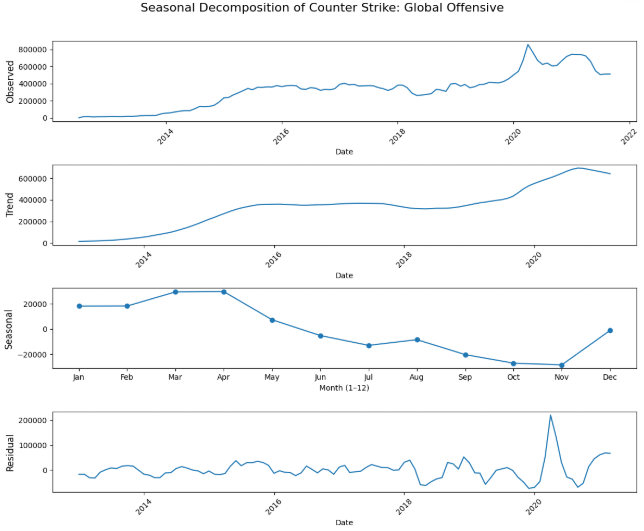 Seasonal Decomposition of Counter Strike: Global Offensive
Observed
800000
600000
400000
200000
0
2014
2016
2018
2020
2022
Date
Trend
600000
400000
200000
0
2014
2016
2018
2020
Date
Seasonal
20000
0
−20000
Jan Feb Mar Apr May Jun Jul Aug Sep Oct Nov Dec
Month (1–12)
Residual
200000
100000
0
2014
2016
2018
2020
Date